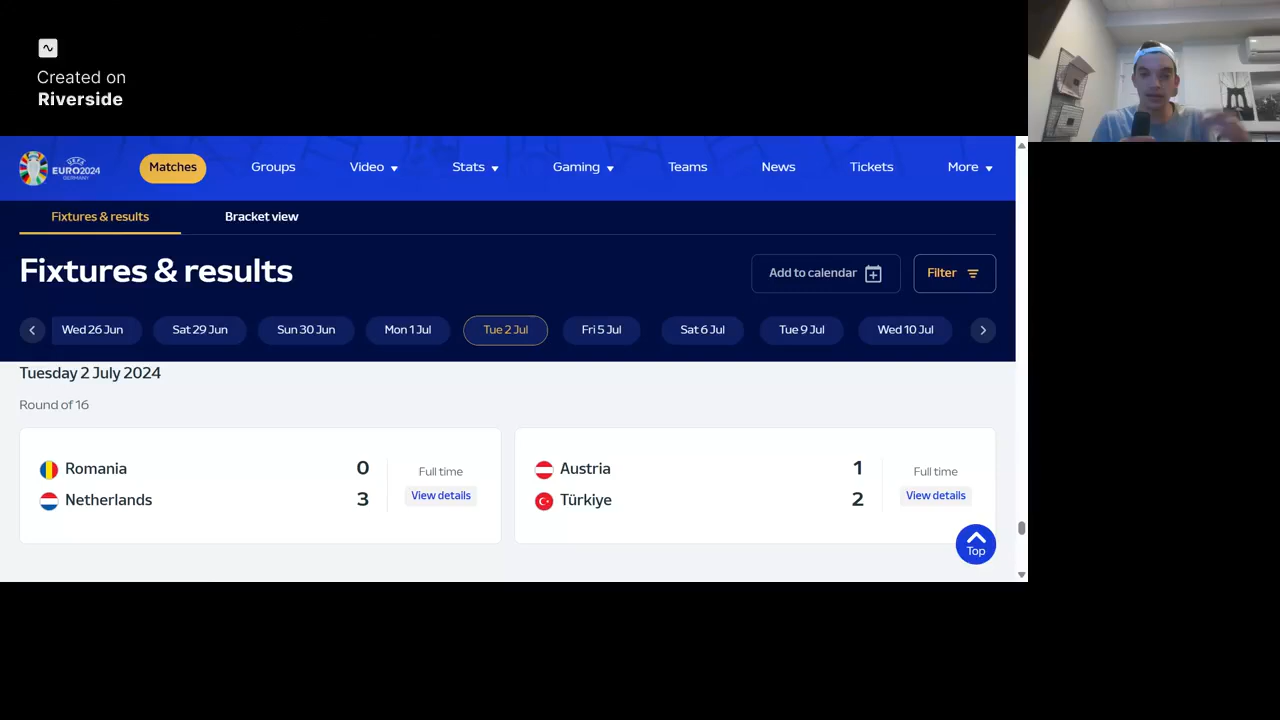 Created on
Riverside
UEFA
EURO2024
GERMANY
Matches
Groups
Video
Stats
Gaming
Teams
News
Tickets
More
Fixtures & results
Bracket view
Fixtures & results
Add to calendar
Filter
Wed 26 Jun
Sat 29 Jun
Sun 30 Jun
Mon 1 Jul
Tue 2 Jul
Fri 5 Jul
Sat 6 Jul
Tue 9 Jul
Wed 10 Jul
Tuesday 2 July 2024
Round of 16
Romania 0
Netherlands 3
Full time
View details
Austria 1
Türkiye 2
Full time
View details
Top